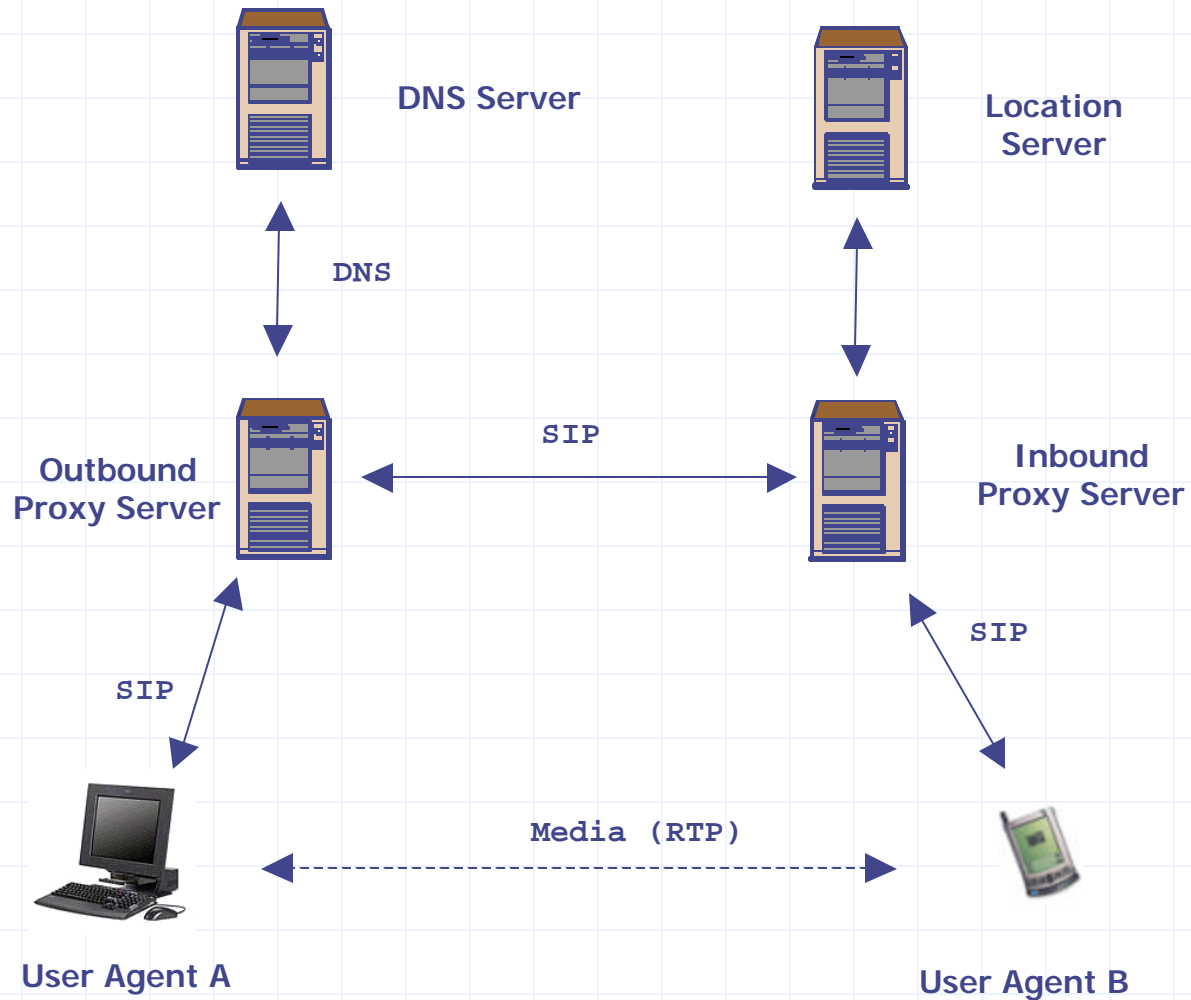 DNS Server
Location
Server
DNS
SIP
Outbound
Proxy Server
Inbound
Proxy Server
SIP
SIP
Media (RTP)
User Agent A
User Agent B